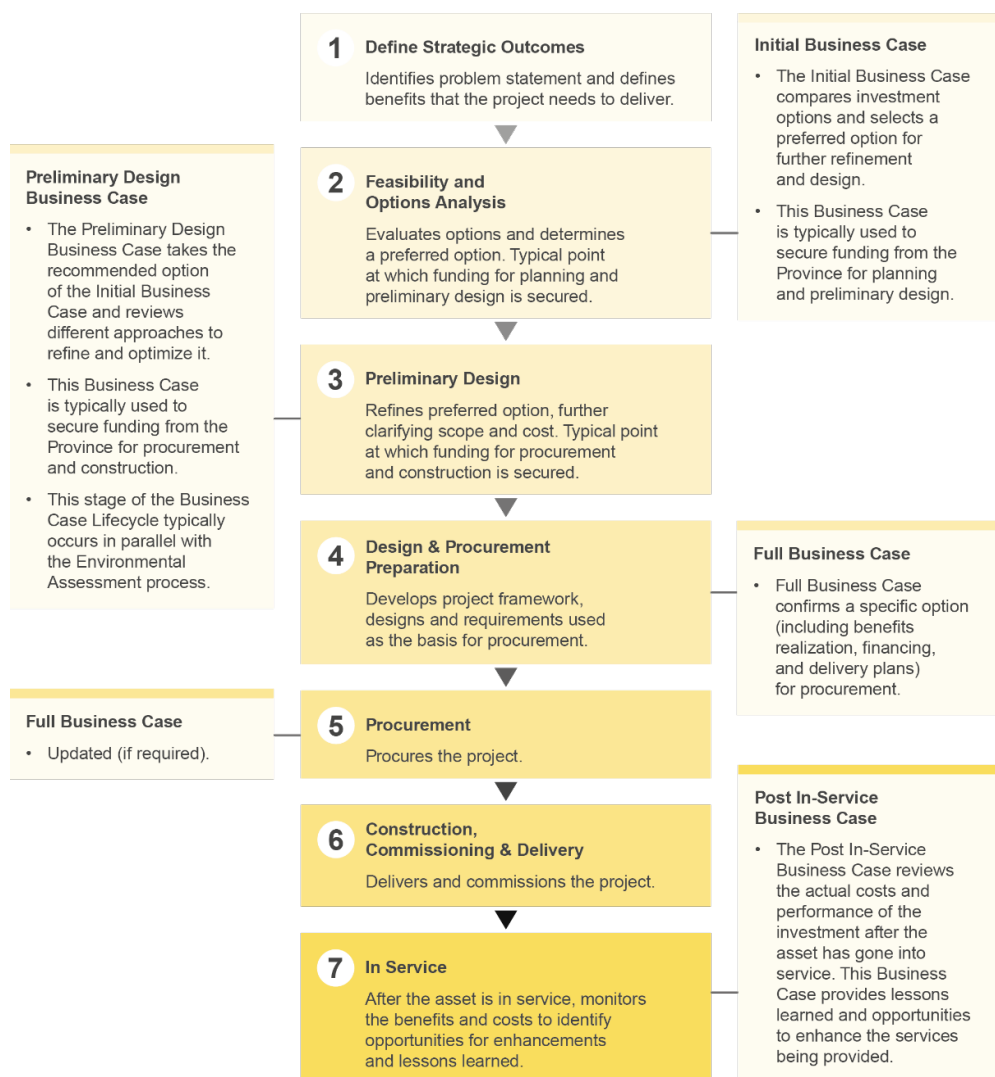 1
Define Strategic Outcomes
Identifies problem statement and defines
benefits that the project needs to deliver.
Initial Business Case
• The Initial Business Case
compares investment
options and selects a
preferred option for
further refinement
and design.
• This Business Case
is typically used to
secure funding from the
Province for planning
and preliminary design.
2
Feasibility and
Options Analysis
Evaluates options and determines
a preferred option. Typical point
at which funding for planning and
preliminary design is secured.
Preliminary Design
Business Case
• The Preliminary Design
Business Case takes the
recommended option
of the Initial Business
Case and reviews
different approaches to
refine and optimize it.
• This Business Case
is typically used to
secure funding from the
Province for procurement
and construction.
• This stage of the Business
Case Lifecycle typically
occurs in parallel with
the Environmental
Assessment process.
3
Preliminary Design
Refines preferred option, further
clarifying scope and cost. Typical point
at which funding for procurement
and construction is secured.
4
Design & Procurement
Preparation
Develops project framework,
designs and requirements used
as the basis for procurement.
Full Business Case
• Full Business Case
confirms a specific option
(including benefits
realization, financing,
and delivery plans)
for procurement.
Full Business Case
• Updated (if required).
5
Procurement
Procures the project.
6
Construction,
Commissioning & Delivery
Delivers and commissions the project.
7
In Service
After the asset is in service, monitors
the benefits and costs to identify
opportunities for enhancements
and lessons learned.
Post In-Service
Business Case
• The Post In-Service
Business Case reviews
the actual costs and
performance of the
investment after the
asset has gone into
service. This Business
Case provides lessons
learned and opportunities
to enhance the services
being provided.